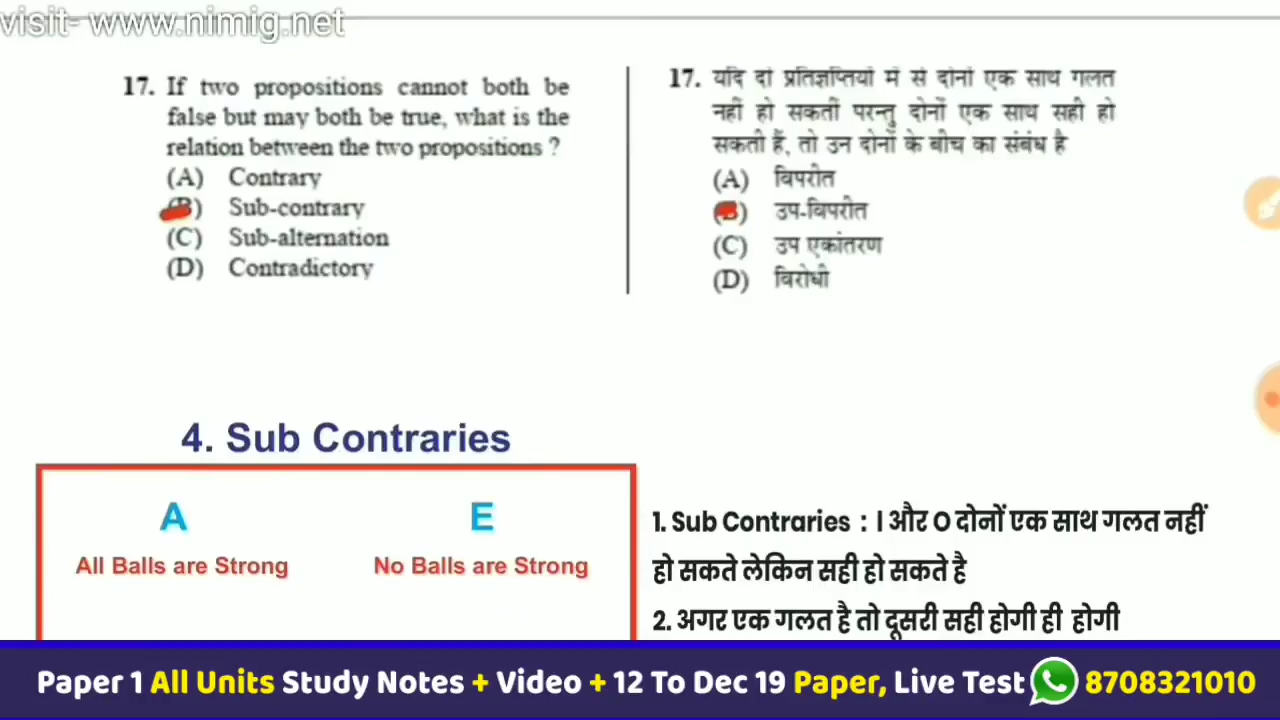 visit- www.nimig.net
17. If two propositions cannot both be
false but may both be true, what is the
relation between the two propositions ?
(A) Contrary
(B) Sub-contrary
(C) Sub-alternation
(D) Contradictory
17. यदि दो प्रतिज्ञप्तियों में से दोनों एक साथ गलत
नहीं हो सकतीं परन्तु दोनों एक साथ सही हो
सकती हैं, तो उन दोनों के बीच का संबंध है
(A) विपरीत
(B) उप-विपरीत
(C) उप एकांतरण
(D) विरोधी
4. Sub Contraries
A E
All Balls are Strong No Balls are Strong
1. Sub Contraries : I और O दोनों एक साथ गलत नहीं
हो सकते लेकिन सही हो सकते है
2. अगर एक गलत है तो दूसरी सही होगी ही होगी
Paper 1 All Units Study Notes + Video + 12 To Dec 19 Paper, Live Test 8708321010